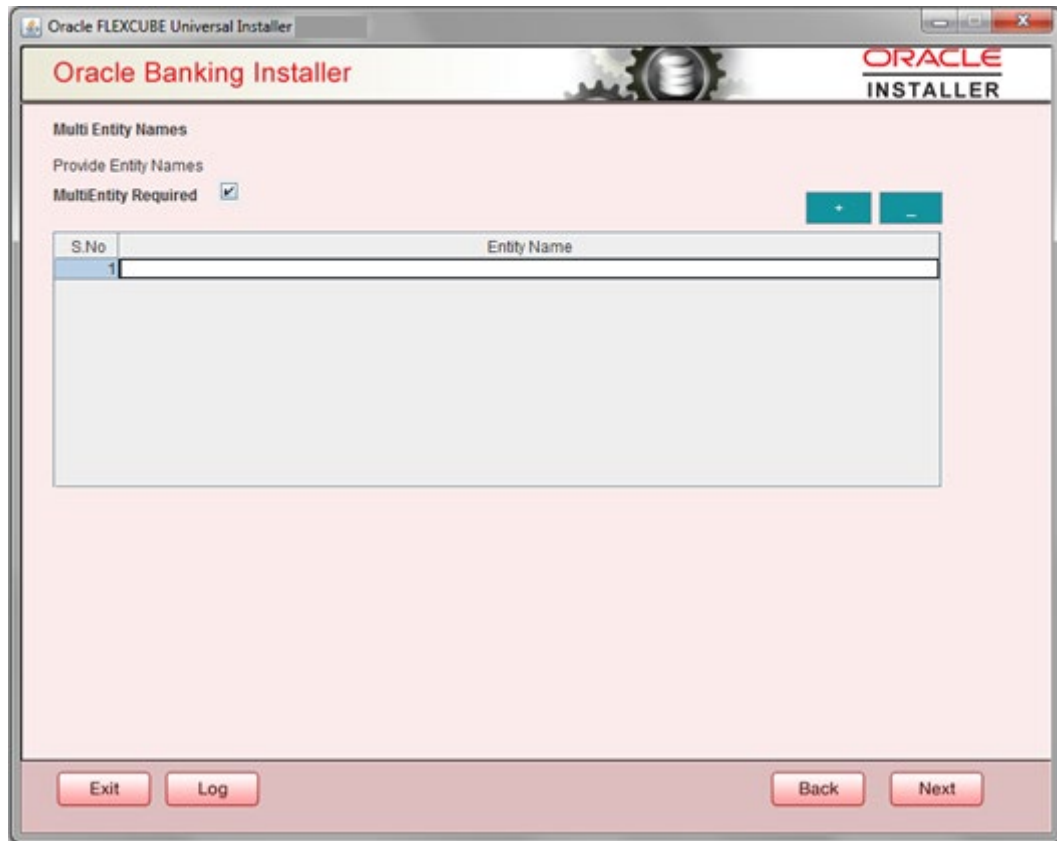 Oracle FLEXCUBE Universal Installer
Oracle Banking Installer
ORACLE
INSTALLER
Multi Entity Names
Provide Entity Names
MultiEntity Required
+ _
S.No Entity Name
1
Exit Log Back Next